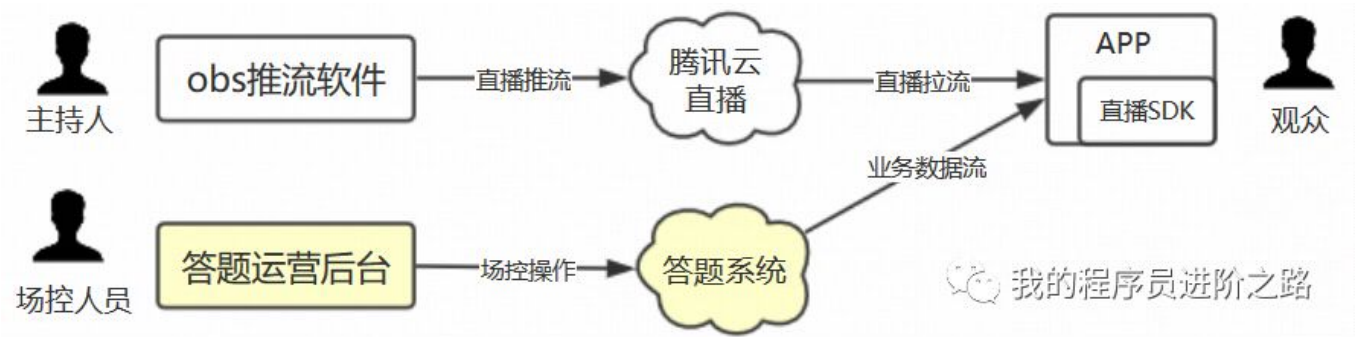 obs推流软件
直播推流
腾讯云
直播
直播拉流
APP
直播SDK
主持人
观众
业务数据流
答题运营后台
场控操作
答题系统
场控人员
我的程序员进阶之路